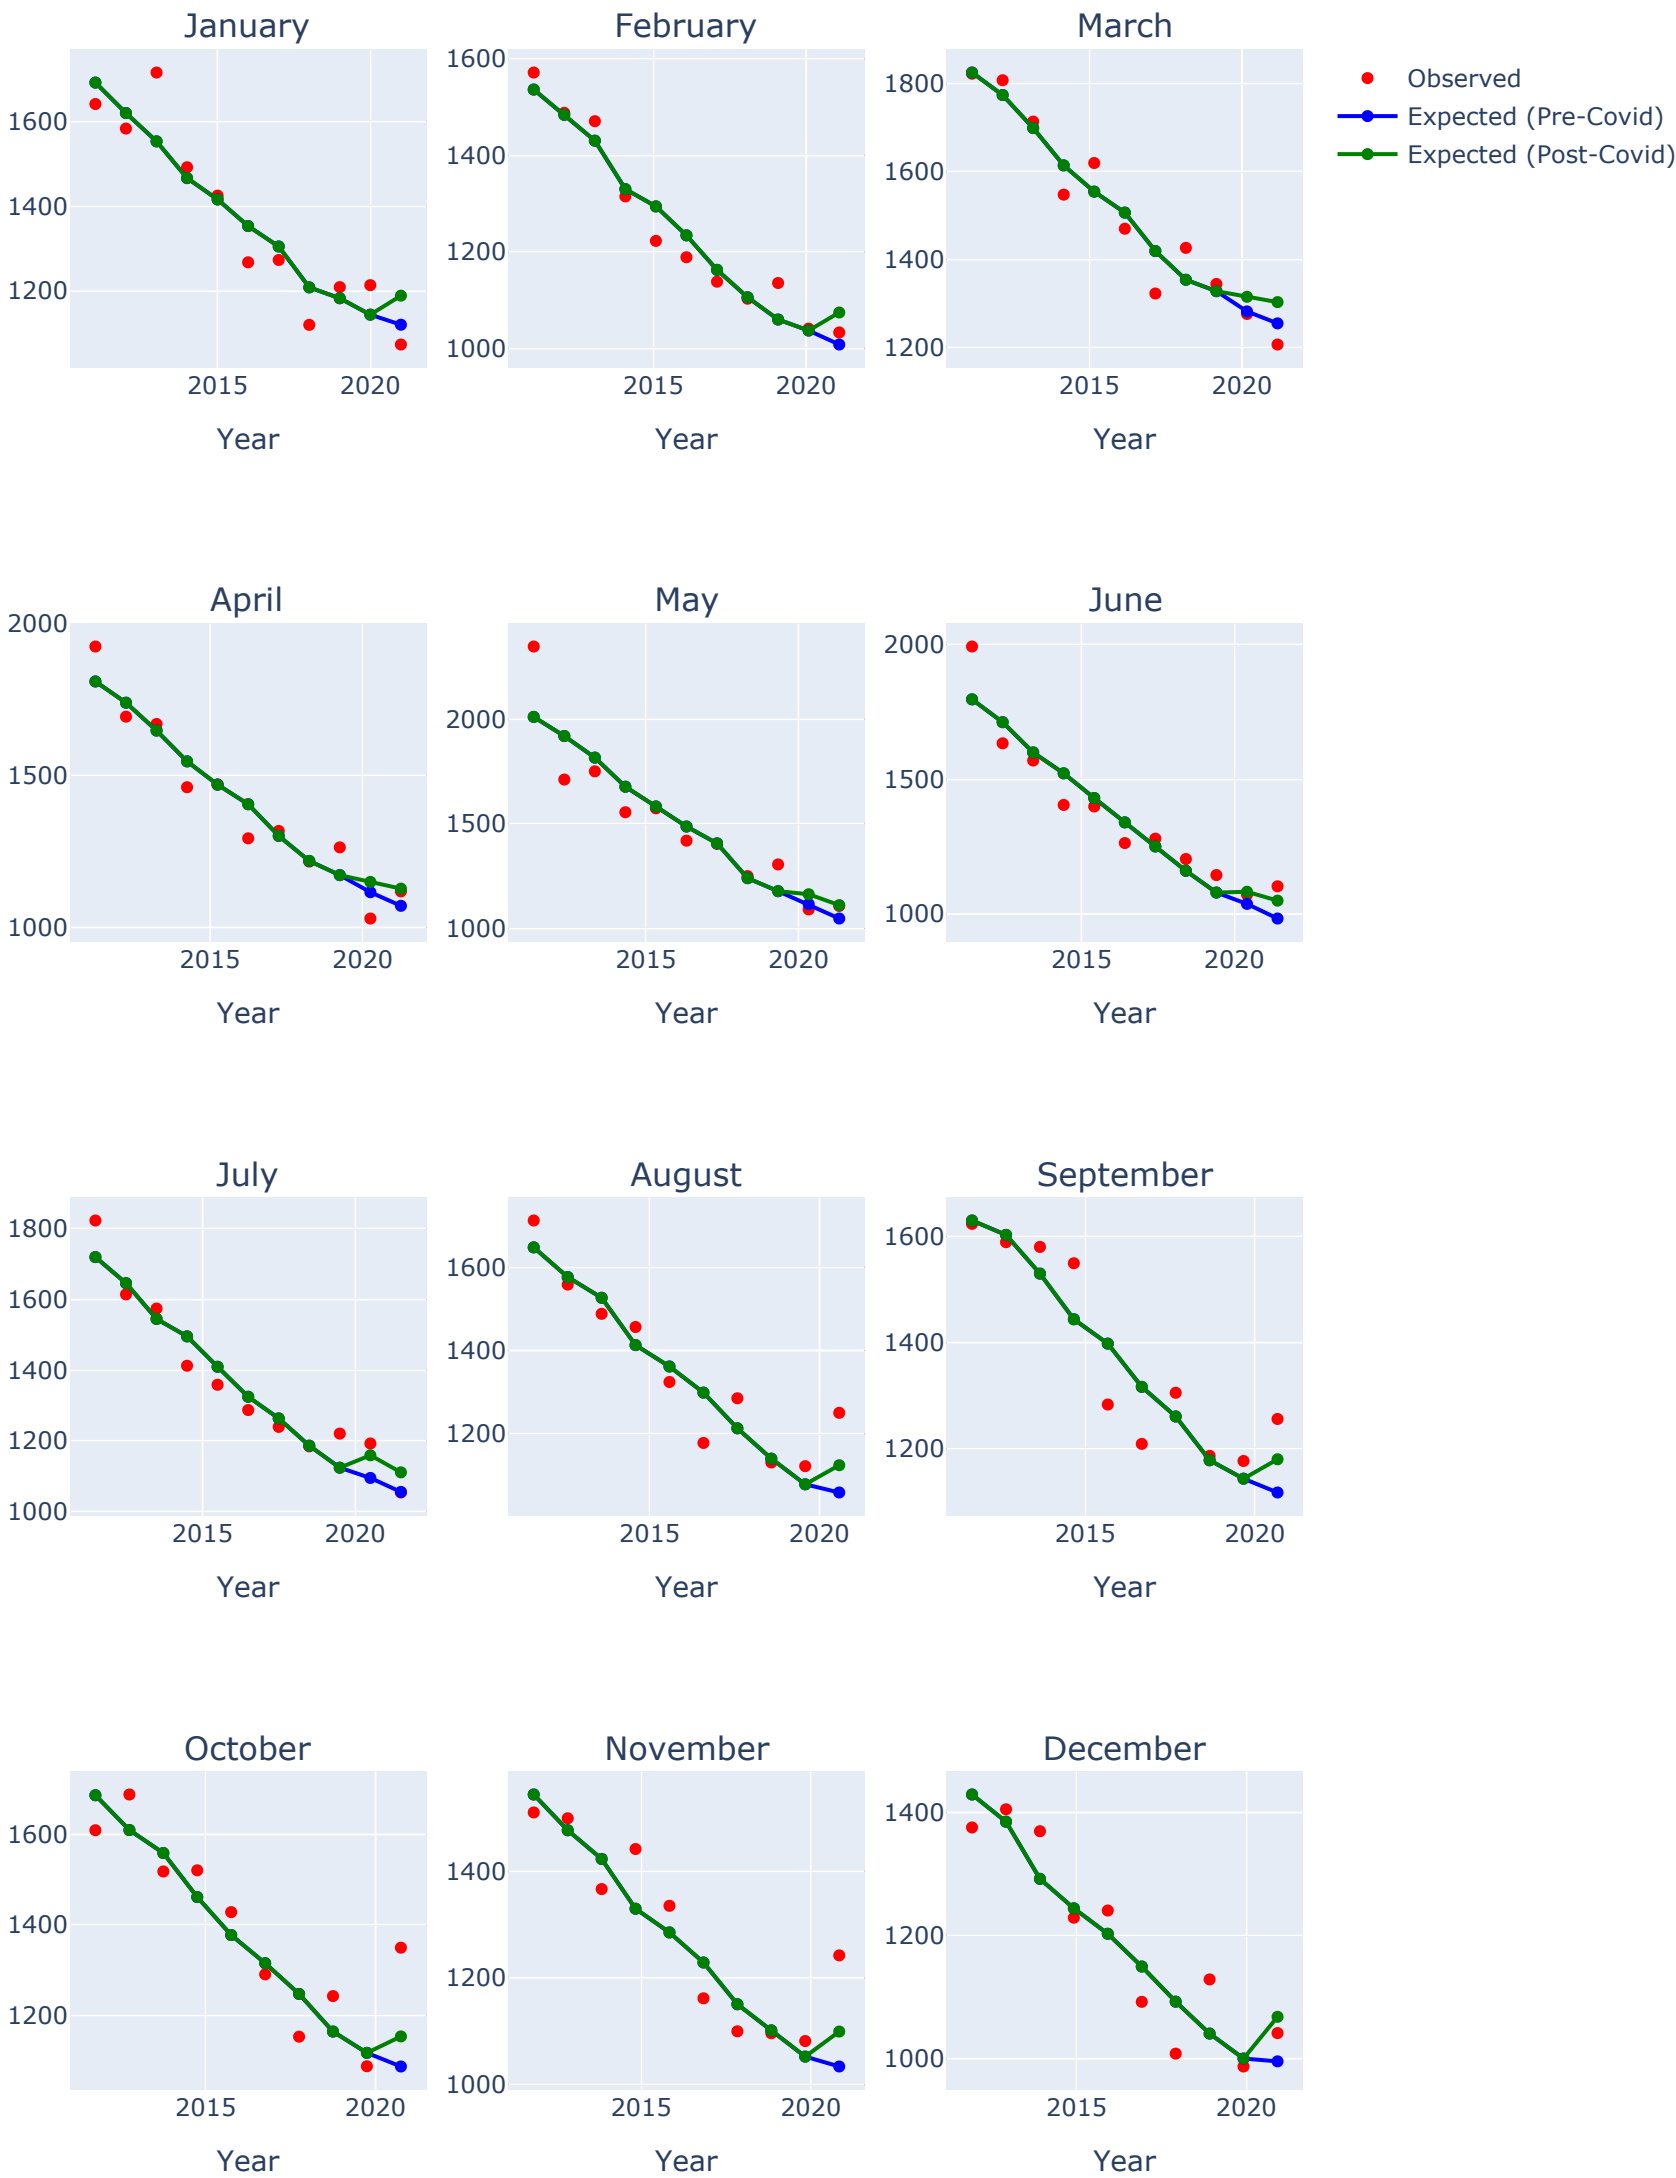 January
February
March
Observed
Expected (Pre-Covid)
Expected (Post-Covid)
1600
1400
1200
2015
2020
Year
1600
1400
1200
1000
2015
2020
Year
1800
1600
1400
1200
2015
2020
Year
April
May
June
2000
1500
1000
2015
2020
Year
2000
1500
1000
2015
2020
Year
2000
1500
1000
2015
2020
Year
July
August
September
1800
1600
1400
1200
1000
2015
2020
Year
1600
1400
1200
2015
2020
Year
1600
1400
1200
2015
2020
Year
October
November
December
1600
1400
1200
2015
2020
Year
1400
1200
1000
2015
2020
Year
1400
1200
1000
2015
2020
Year